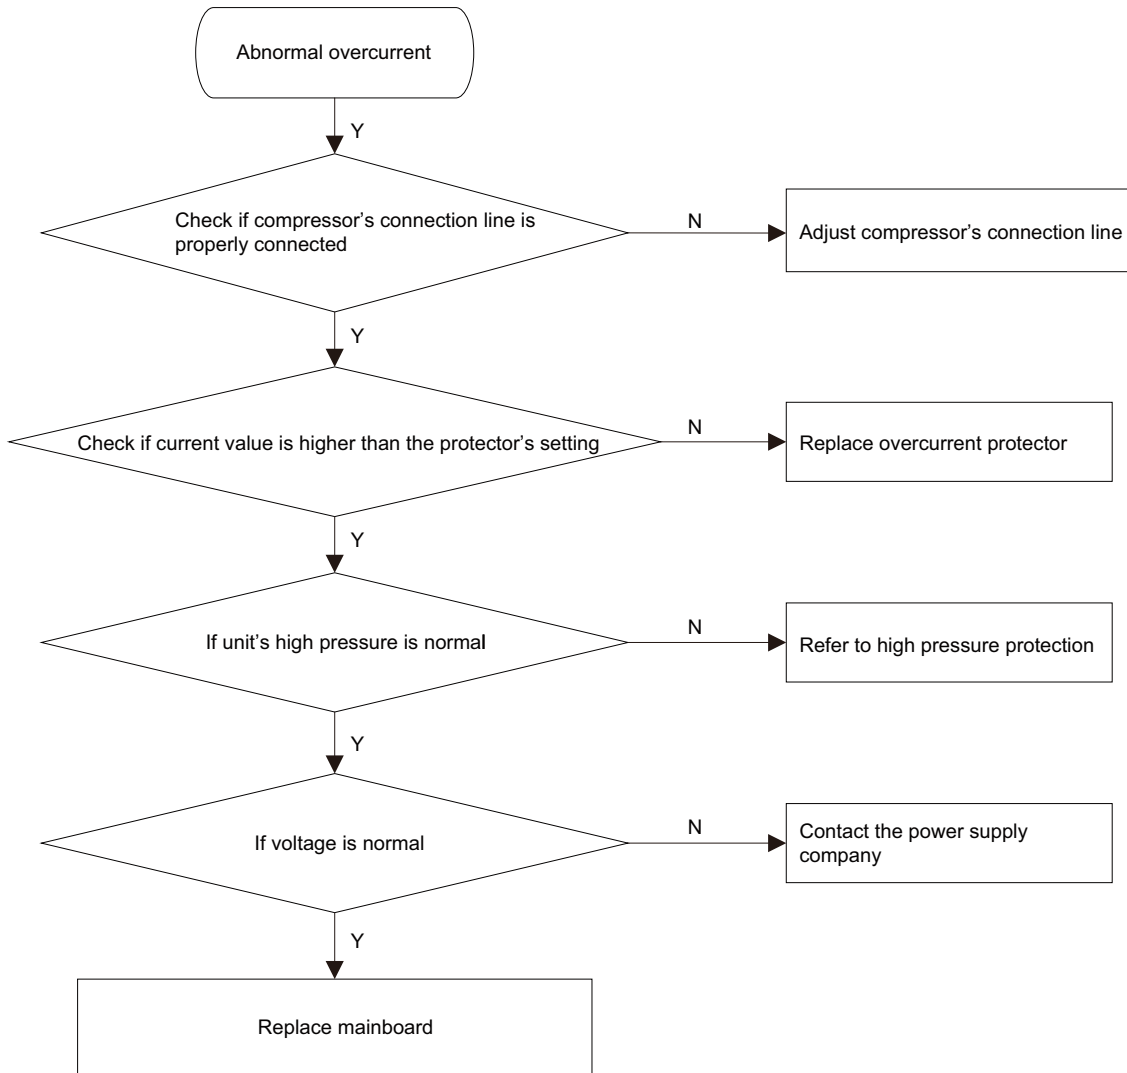 Abnormal overcurrent
Y
Check if compressor’s connection line is
properly connected
N
Adjust compressor’s connection line
Y
Check if current value is higher than the protector’s setting
N
Replace overcurrent protector
Y
If unit’s high pressure is normal
N
Refer to high pressure protection
Y
If voltage is normal
N
Contact the power supply
company
Y
Replace mainboard